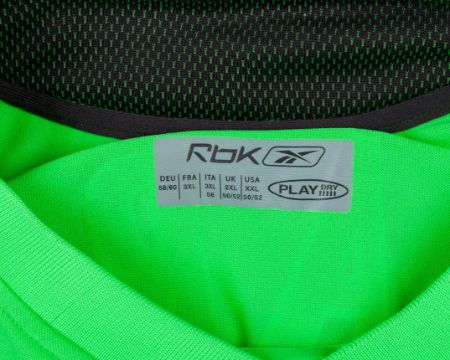 Rbk
DEU FRA ITA UK USA
58/60 3XL 3XL 2XL XXL
56 50/52 50/52
PLAY DRY